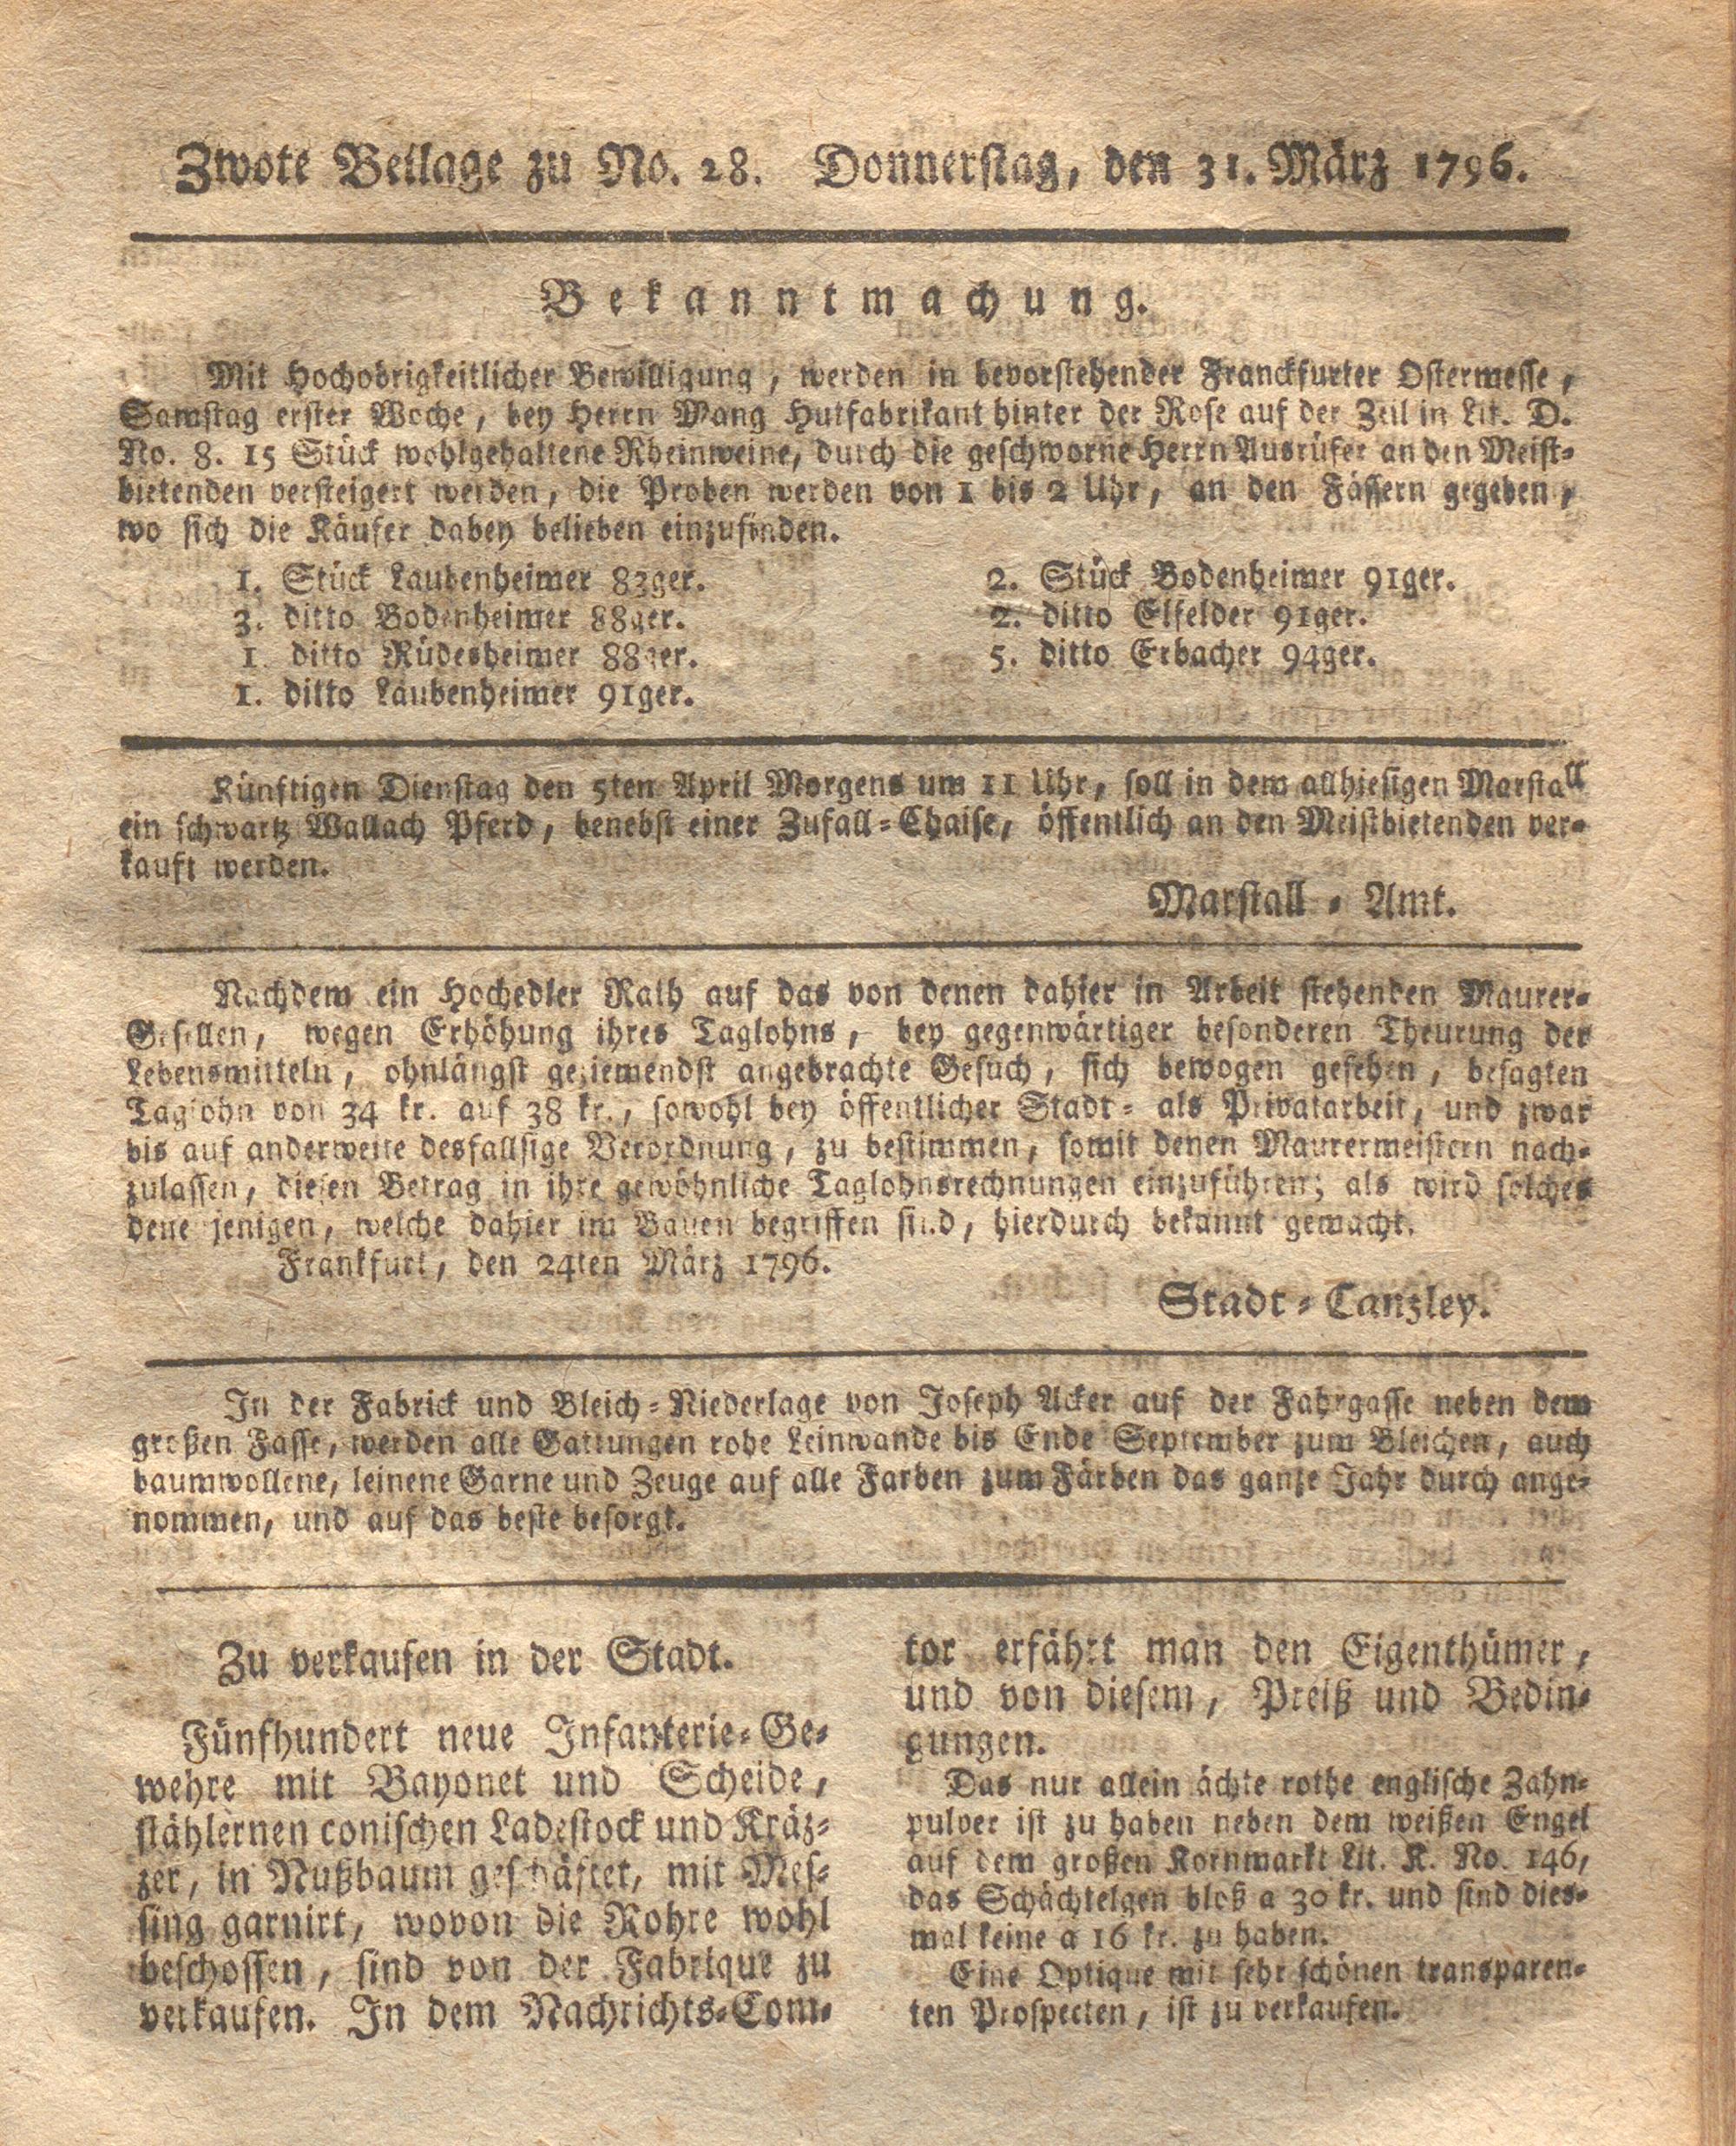 Zwote Beilage zu No. 28. Donnerstag, den 31. März 1796.
Bekanntmachung.
Mit Hochobrigkeitlicher Bewilligung, werden in bevorstehender Franckfurter Ostermesse,
Samstag erster Woche, bey Herrn Mang Hutfabrikant hinter der Rose auf der Zeil in Lit. D.
No. 8. 15 Stück wohlgehaltene Rheinweine, durch die geschworne Herrn Ausrüfer an den Meist-
bietenden versteigert werden, die Proben werden von 1 bis 2 Uhr, an den Fässern gegeben,
wo sich die Käufer dabey belieben einzufinden.
1. Stück Laubenheimer 83ger.
3. ditto Bodenheimer 88ger.
1. ditto Rüdesheimer 88ger.
1. ditto Laubenheimer 91ger.
2. Stück Bodenheimer 91ger.
2. ditto Elfelder 91ger.
5. ditto Erbacher 94ger.
Künftigen Dienstag den 5ten April Morgens um 11 Uhr, soll in dem allhiesigen Marstall
ein schwartz Wallach Pferd, benebst einer Zufall-Chaise, öffentlich an den Meistbietenden ver-
kauft werden.
Marstall-Amt.
Nachdem ein Hochedler Rath auf das von denen dahier in Arbeit stehenden Maurer-
Gesellen, wegen Erhöhung ihres Taglohns, bey gegenwärtiger besonderen Theurung der
Lebensmitteln, ohnlängst geziemendst angebrachte Gesuch, sich bewogen gesehen, besagten
Taglohn von 34 kr. auf 38 kr., sowohl bey öffentlicher Stadt- als Privatarbeit, und zwar
bis auf anderweite desfallsige Verordnung, zu bestimmen, somit denen Maurermeistern nach-
zulassen, diesen Betrag in ihre gewöhnliche Taglohnsrechnungen einzuführen; als wird solches
dene jenigen, welche dahier im Bauen begriffen sind, hierdurch bekannt gemacht.
Frankfurt, den 24ten März 1796.
Stadt-Canzley.
In der Fabrick und Bleich-Niederlage von Joseph Acker auf der Fahrgasse neben dem
großen Fasse, werden alle Gattungen rohe Leinwande bis Ende September zum Bleichen, auch
baumwollene, leinene Garne und Zeuge auf alle Farben zum Färben das ganze Jahr durch ange-
nommen, und auf das beste besorgt.
Zu verkaufen in der Stadt.
Fünfhundert neue Infanterie-Ge-
wehre mit Bayonet und Scheide,
stählernen conischen Ladestock und Kräz-
zer, in Nußbaum geschäftet, mit Mes-
sing garnirt, wovon die Rohre wohl
beschossen, sind von der Fabrique zu
verkaufen. In dem Nachrichts-Com-
tor erfährt man den Eigenthümer,
und von diesem, Preiß und Bedin-
gungen.
Das nur allein ächte rothe englische Zahn-
pulver ist zu haben neben dem weißen Engel
auf dem großen Kornmarkt Lit. K. No. 146,
das Schächtelgen bloß a 30 kr. und sind dies-
mal keine a 16 kr. zu haben.
Eine Optique mit sehr schönen transparen-
ten Prospecten, ist zu verkaufen.